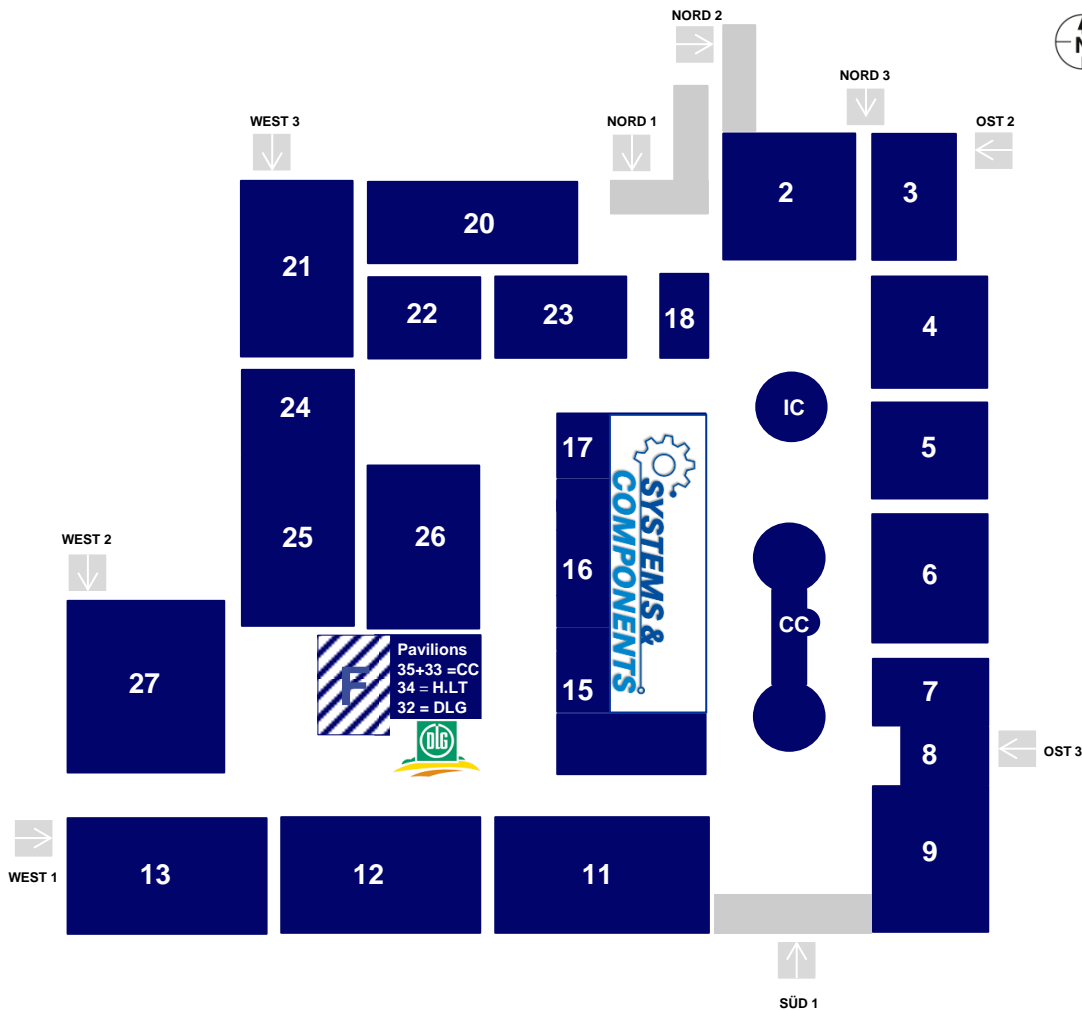 NORD 2
N
NORD 3
WEST 3
NORD 1
OST 2
2
3
20
21
22
23
18
4
IC
24
17
5
SYSTEMS &
COMPONENTS
25
26
16
6
WEST 2
CC
Pavilions
35+33 =CC
34 = H.LT
32 = DLG
F
27
15
7
DLG
8
OST 3
WEST 1
13
12
11
9
SÜD 1